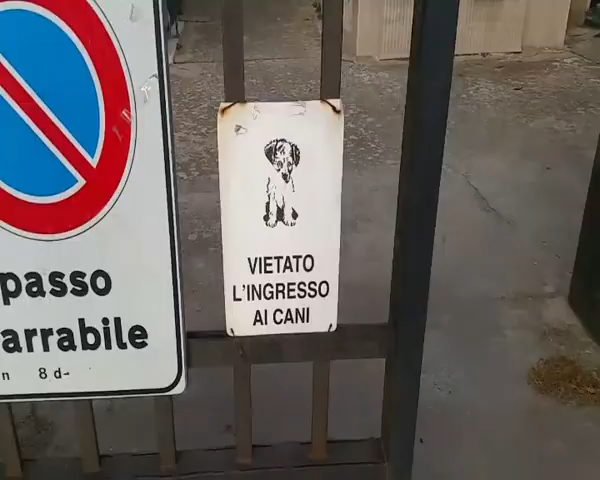 passo
arrabile
n 8 d-
VIETATO
L'INGRESSO
AI CANI